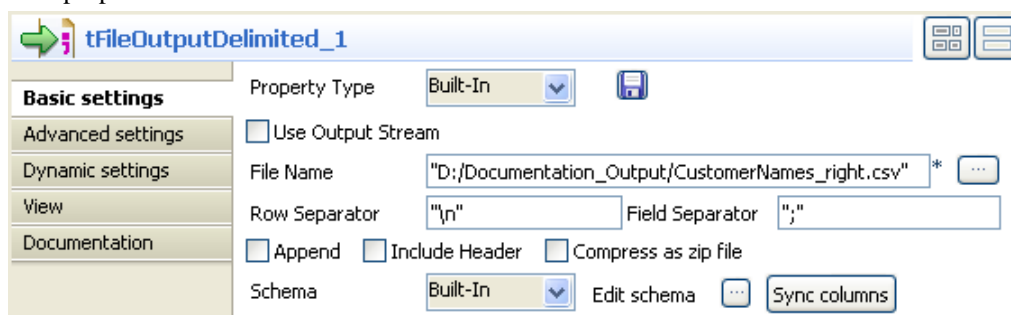 tFileOutputDelimited_1
Basic settings
Advanced settings
Dynamic settings
View
Documentation
Property Type Built-In
Use Output Stream
File Name "D:/Documentation_Output/CustomerNames_right.csv" * ...
Row Separator "\n" Field Separator ";"
Append Include Header Compress as zip file
Schema Built-In Edit schema ... Sync columns